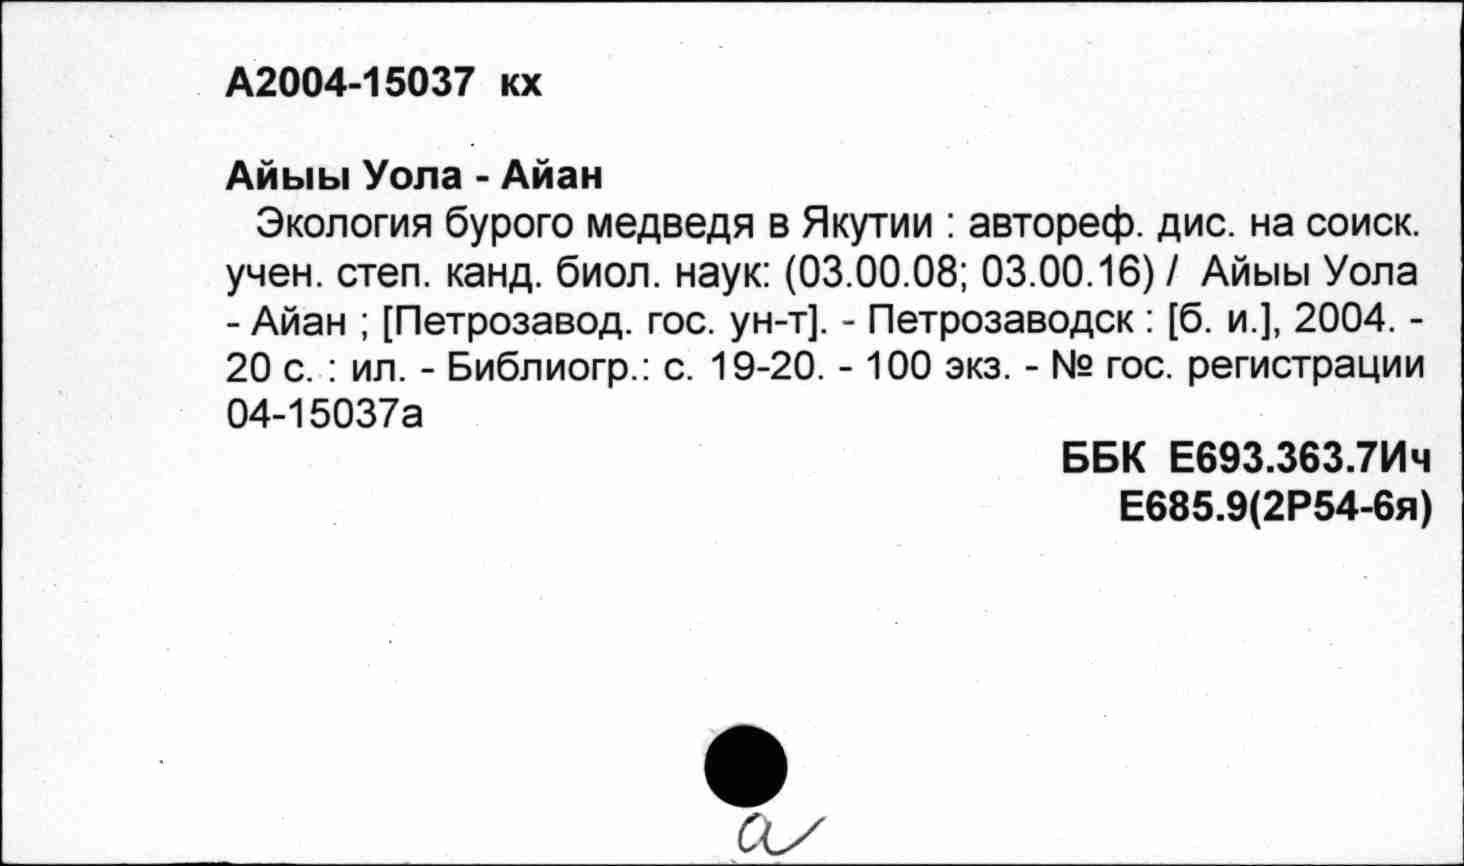 А2004-15037 кх
Айыы Уола - Айан
Экология бурого медведя в Якутии : автореф. дис. на соиск.
учен. степ. канд. биол. наук: (03.00.08; 03.00.16) / Айыы Уола
- Айан ; [Петрозавод. гос. ун-т]. - Петрозаводск : [б. и.], 2004. -
20 с. : ил. - Библиогр.: с. 19-20. - 100 экз. - № гос. регистрации
04-15037а
ББК Е693.363.7Ич
Е685.9(2Р54-6я)
а